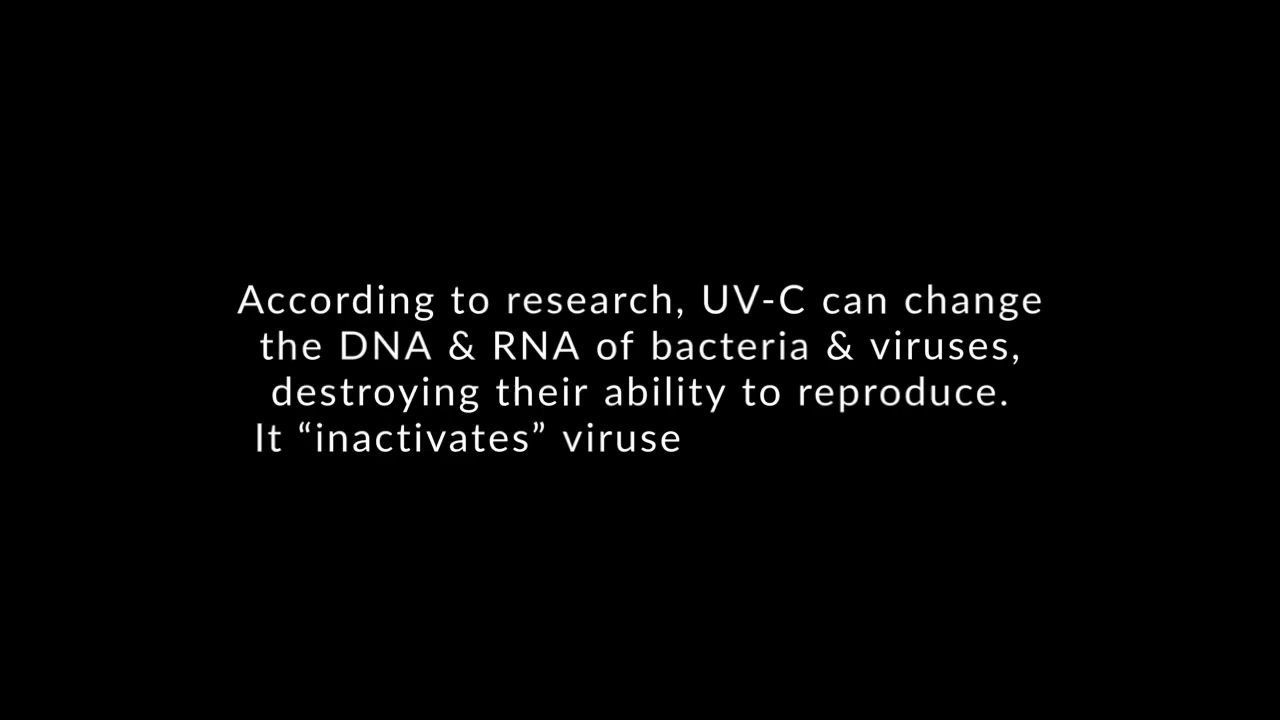 According to research, UV-C can change
the DNA & RNA of bacteria & viruses,
destroying their ability to reproduce.
It “inactivates” viruse